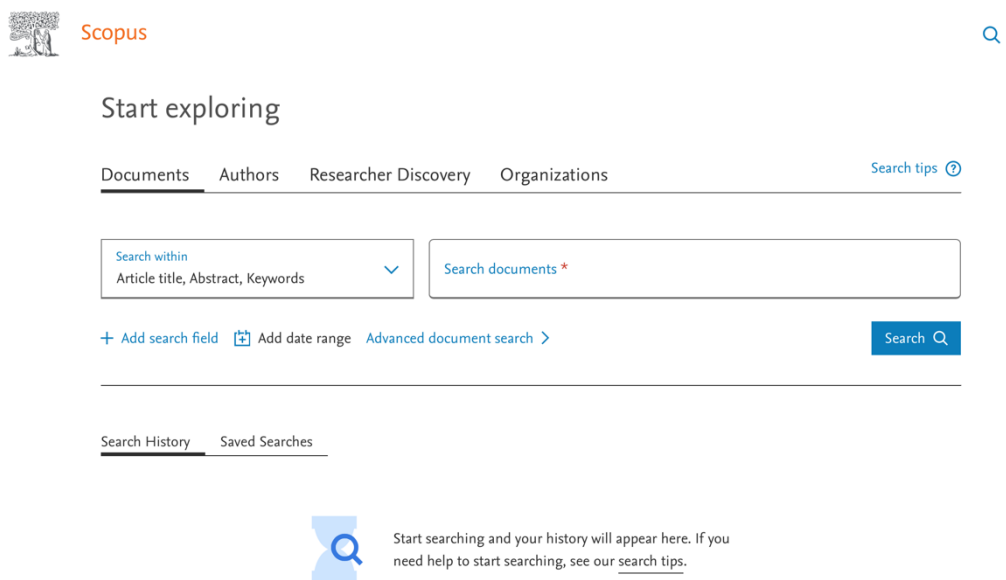 Scopus
Start exploring
Documents Authors Researcher Discovery Organizations Search tips ?
Search within
Article title, Abstract, Keywords
Search documents *
+ Add search field Add date range Advanced document search >
Search
Search History Saved Searches
Start searching and your history will appear here. If you
need help to start searching, see our search tips.